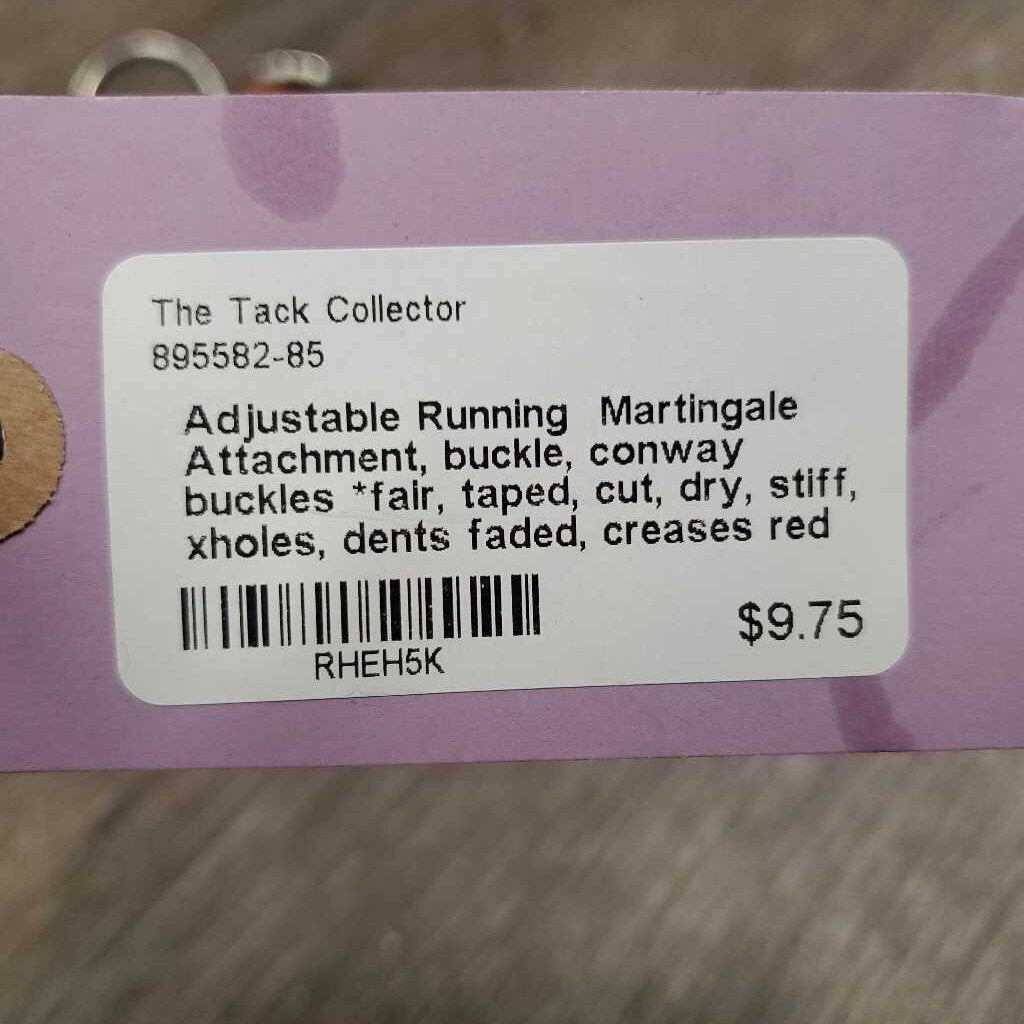 The Tack Collector
895582-85
Adjustable Running Martingale
Attachment, buckle, conway
buckles *fair, taped, cut, dry, stiff,
xholes, dents faded, creases red
RHEH5K
$9.75